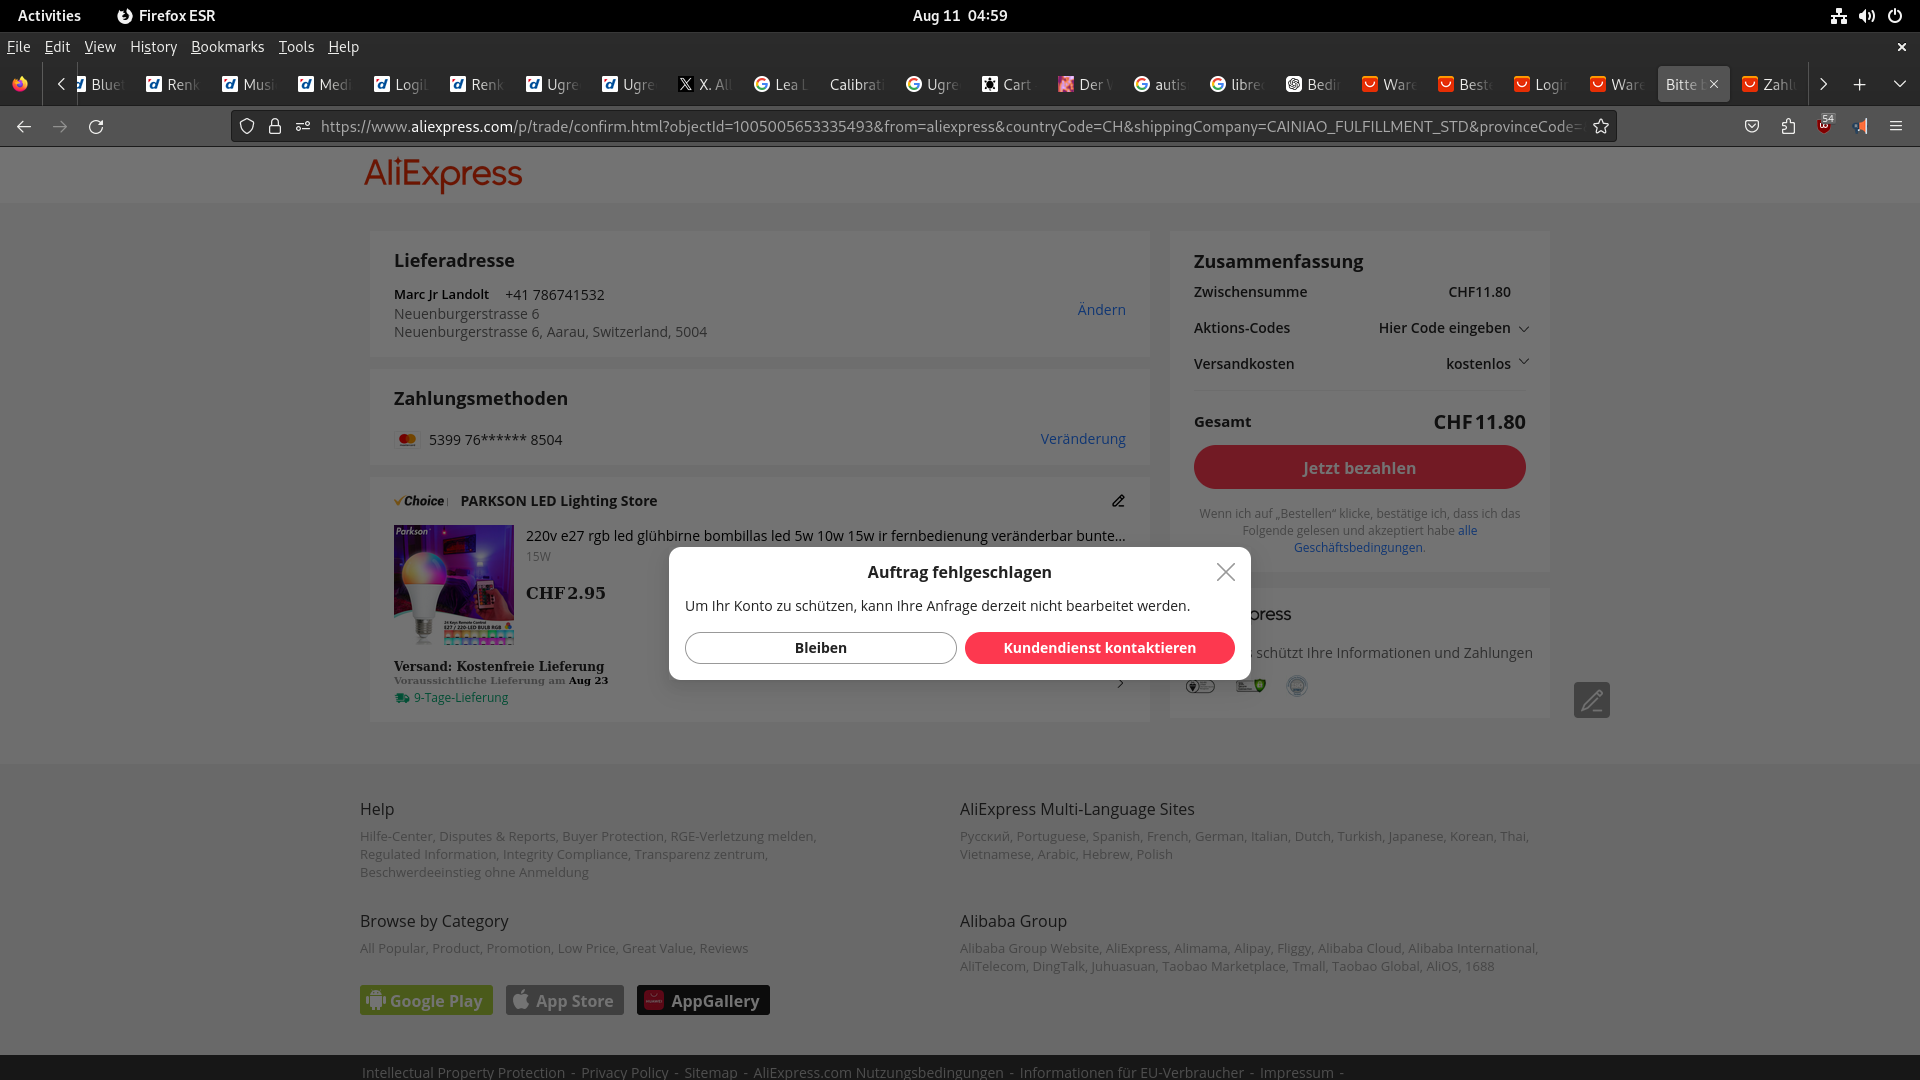 Activities
Firefox ESR
Aug 11 04:59
File Edit View History Bookmarks Tools Help
Bluet
Renk
Musi
Medi
Logil
Renk
Ugre
Ugre
X. All
Lea L
Calibrati
Ugre
Cart
Der V
autis
libre
Bedi
Ware
Beste
Login
Ware
Bitte b
Zahlu
https://www.aliexpress.com/p/trade/confirm.html?objectId=1005005653335493&from=aliexpress&countryCode=CH&shippingCompany=CAINIAO_FULFILLMENT_STD&provinceCode=
54
AliExpress
Lieferadresse
Marc Jr Landolt +41 786741532
Neuenburgerstrasse 6
Neuenburgerstrasse 6, Aarau, Switzerland, 5004
Ändern
Zahlungsmethoden
5399 76****** 8504
Veränderung
Choice PARKSON LED Lighting Store
Parkson
220v e27 rgb led glühbirne bombillas led 5w 10w 15w ir fernbedienung veränderbar bunte...
15W
CHF2.95
Versand: Kostenfreie Lieferung
Voraussichtliche Lieferung am Aug 23
9-Tage-Lieferung
Zusammenfassung
Zwischensumme CHF11.80
Aktions-Codes Hier Code eingeben
Versandkosten kostenlos
Gesamt CHF11.80
Jetzt bezahlen
Wenn ich auf „Bestellen“ klicke, bestätige ich, dass ich das
Folgende gelesen und akzeptiert habe alle
Geschäftsbedingungen.
press
s schützt Ihre Informationen und Zahlungen
Auftrag fehlgeschlagen
Um Ihr Konto zu schützen, kann Ihre Anfrage derzeit nicht bearbeitet werden.
Bleiben
Kundendienst kontaktieren
Help
Hilfe-Center, Disputes & Reports, Buyer Protection, RGE-Verletzung melden,
Regulated Information, Integrity Compliance, Transparenz zentrum,
Beschwerdeeinstieg ohne Anmeldung
AliExpress Multi-Language Sites
Русский, Portuguese, Spanish, French, German, Italian, Dutch, Turkish, Japanese, Korean, Thai,
Vietnamese, Arabic, Hebrew, Polish
Browse by Category
All Popular, Product, Promotion, Low Price, Great Value, Reviews
Alibaba Group
Alibaba Group Website, AliExpress, Alimama, Alipay, Fliggy, Alibaba Cloud, Alibaba International,
AliTelecom, DingTalk, Juhuasuan, Taobao Marketplace, Tmall, Taobao Global, AliOS, 1688
Google Play
App Store
AppGallery
Intellectual Property Protection - Privacy Policy - Sitemap - AliExpress.com Nutzungsbedingungen - Informationen für EU-Verbraucher - Impressum -